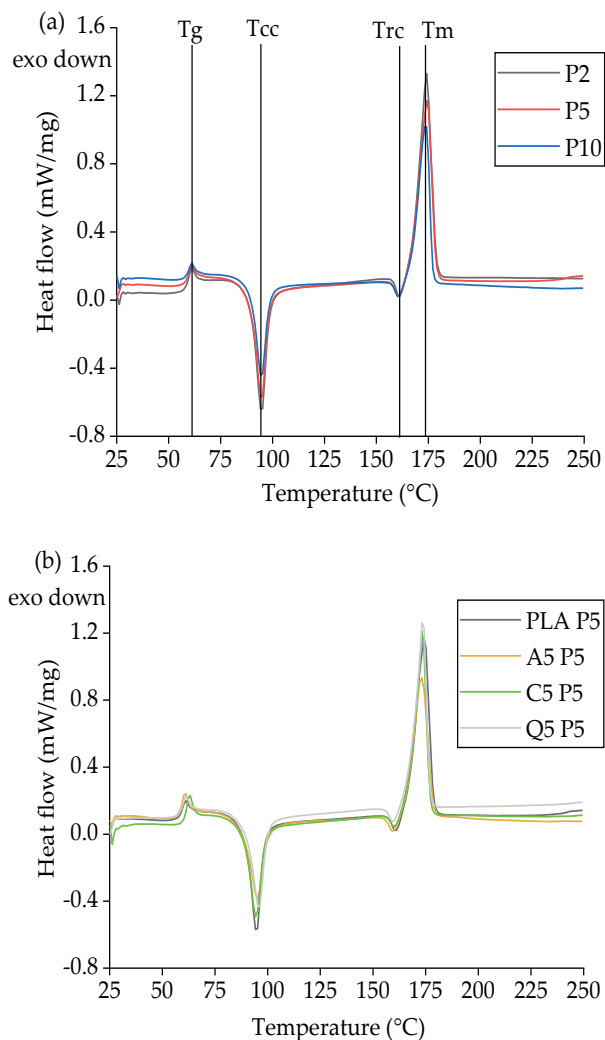 (a)
exo down
Tg Tcc Trc Tm
P2
P5
P10
Heat flow (mW/mg)
1.6
1.2
0.8
0.4
0.0
-0.4
-0.8
25 50 75 100 125 150 175 200 225 250
Temperature (°C)
(b)
exo down
PLA P5
A5 P5
C5 P5
Q5 P5
Heat flow (mW/mg)
1.6
1.2
0.8
0.4
0.0
-0.4
-0.8
25 50 75 100 125 150 175 200 225 250
Temperature (°C)